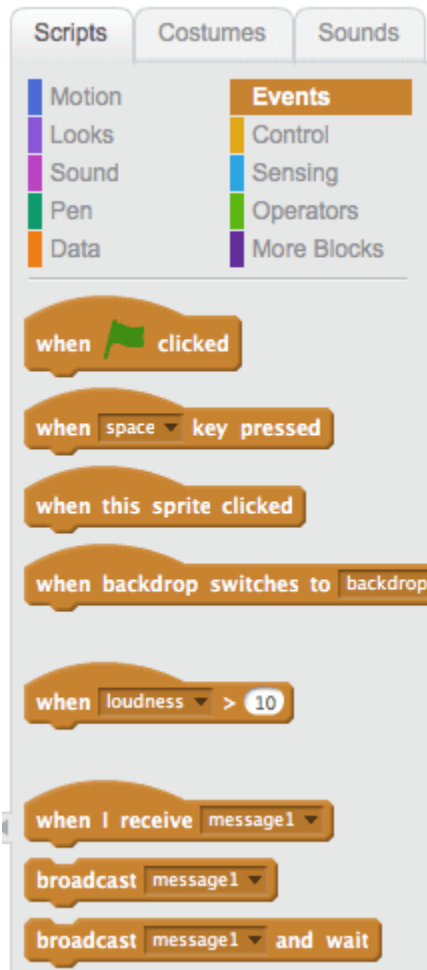 Scripts Costumes Sounds
Motion Events
Looks Control
Sound Sensing
Pen Operators
Data More Blocks
when clicked
when space key pressed
when this sprite clicked
when backdrop switches to backdrop
when loudness > 10
when I receive message1
broadcast message1
broadcast message1 and wait